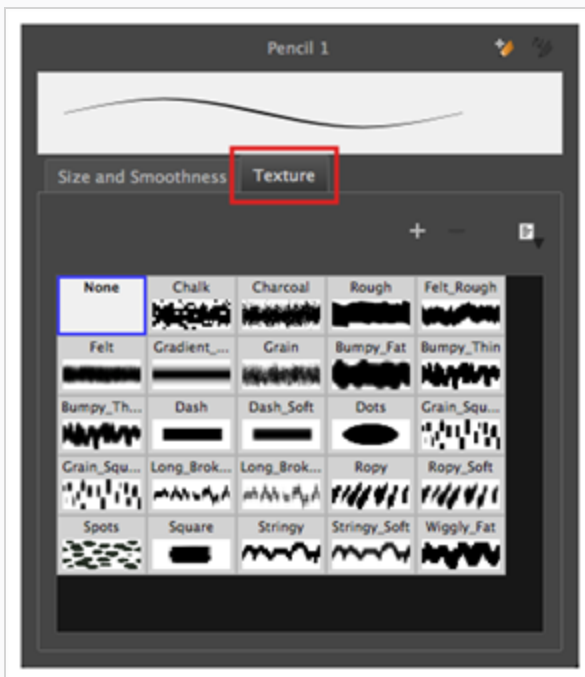 Pencil 1
Size and Smoothness Texture
None Chalk Charcoal Rough Felt_Rough
Felt Gradient_... Grain Bumpy_Fat Bumpy_Thin
Bumpy_Th... Dash Dash_Soft Dots Grain_Squ...
Grain_Squ... Long_Brok... Long_Brok... Ropy Ropy_Soft
Spots Square Stringy Stringy_Soft Wiggly_Fat